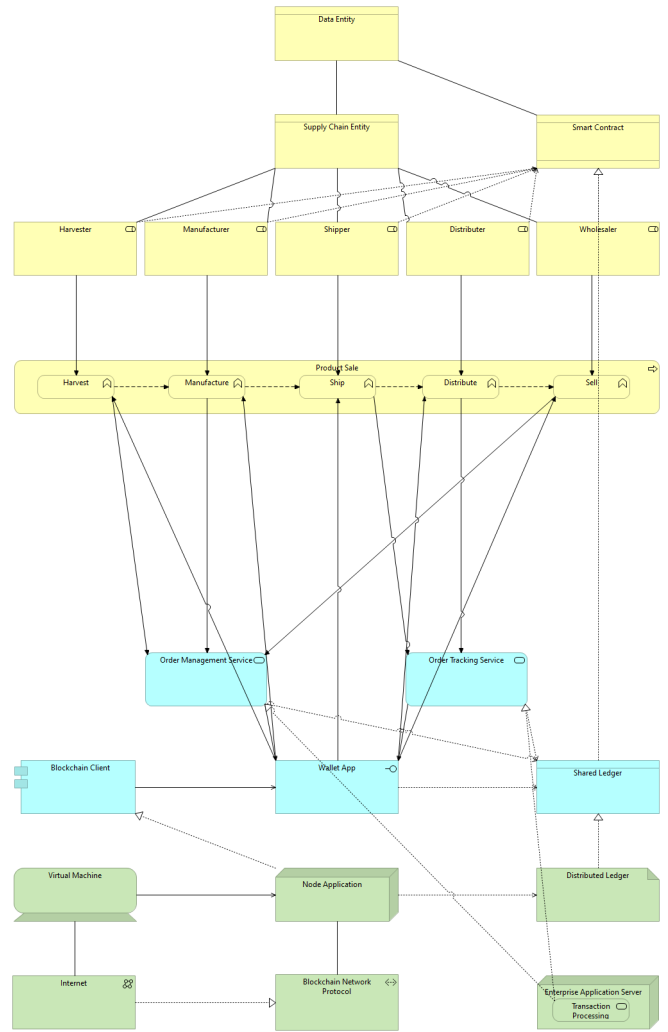 Data Entity
Supply Chain Entity
Smart Contract
Harvester
Manufacturer
Shipper
Distributer
Wholesaler
Product Sale
Harvest
Manufacture
Ship
Distribute
Sell
Order Management Service
Order Tracking Service
Blockchain Client
Wallet App
Shared Ledger
Virtual Machine
Node Application
Distributed Ledger
Internet
Blockchain Network
Protocol
Enterprise Application Server
Transaction
Processing